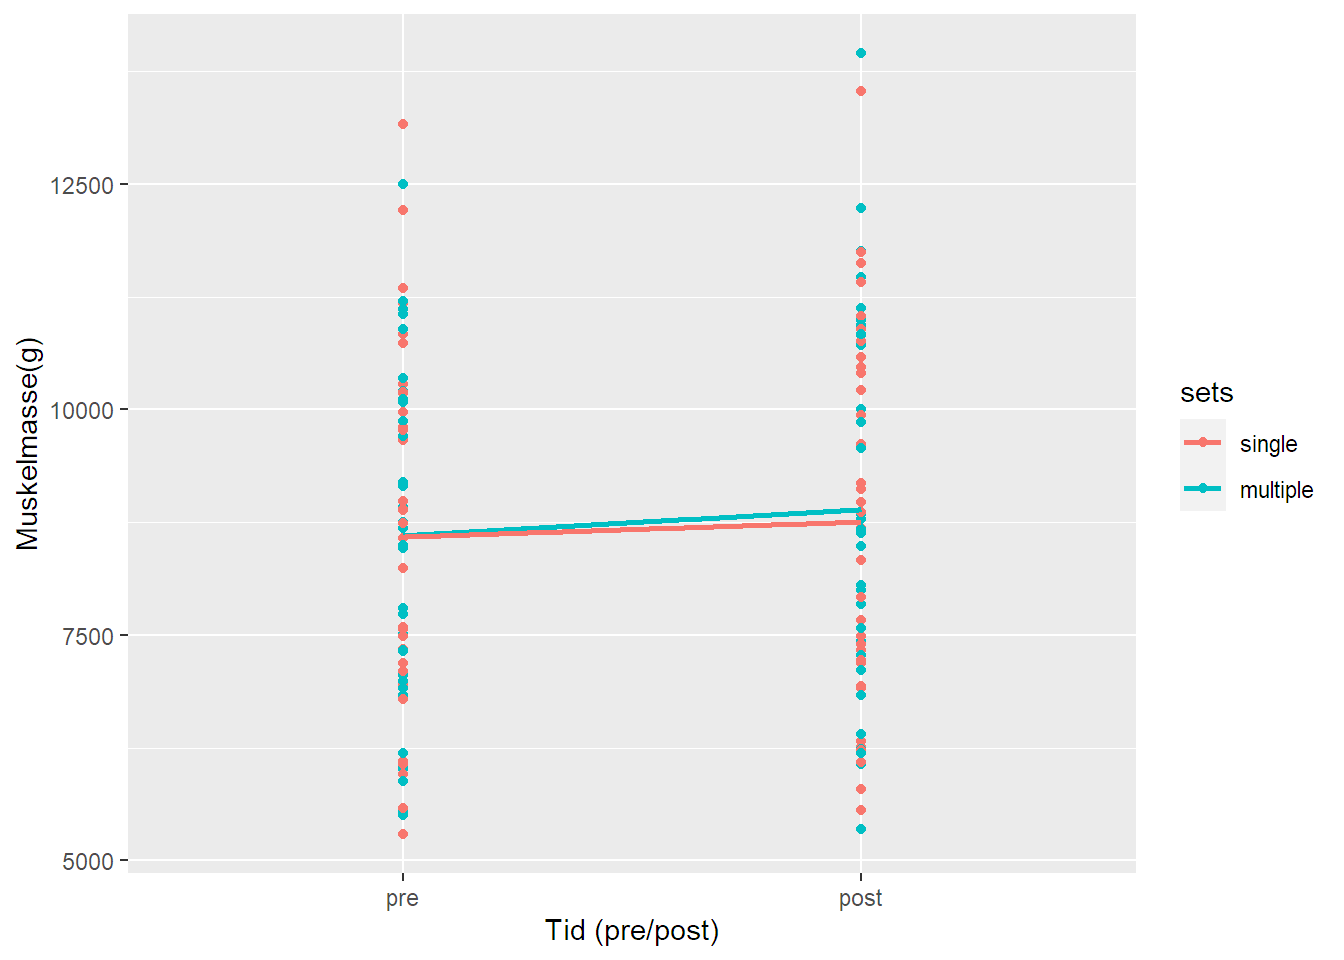 Muskelmasse(g)
12500
10000
7500
5000
pre
post
Tid (pre/post)
sets
single
multiple